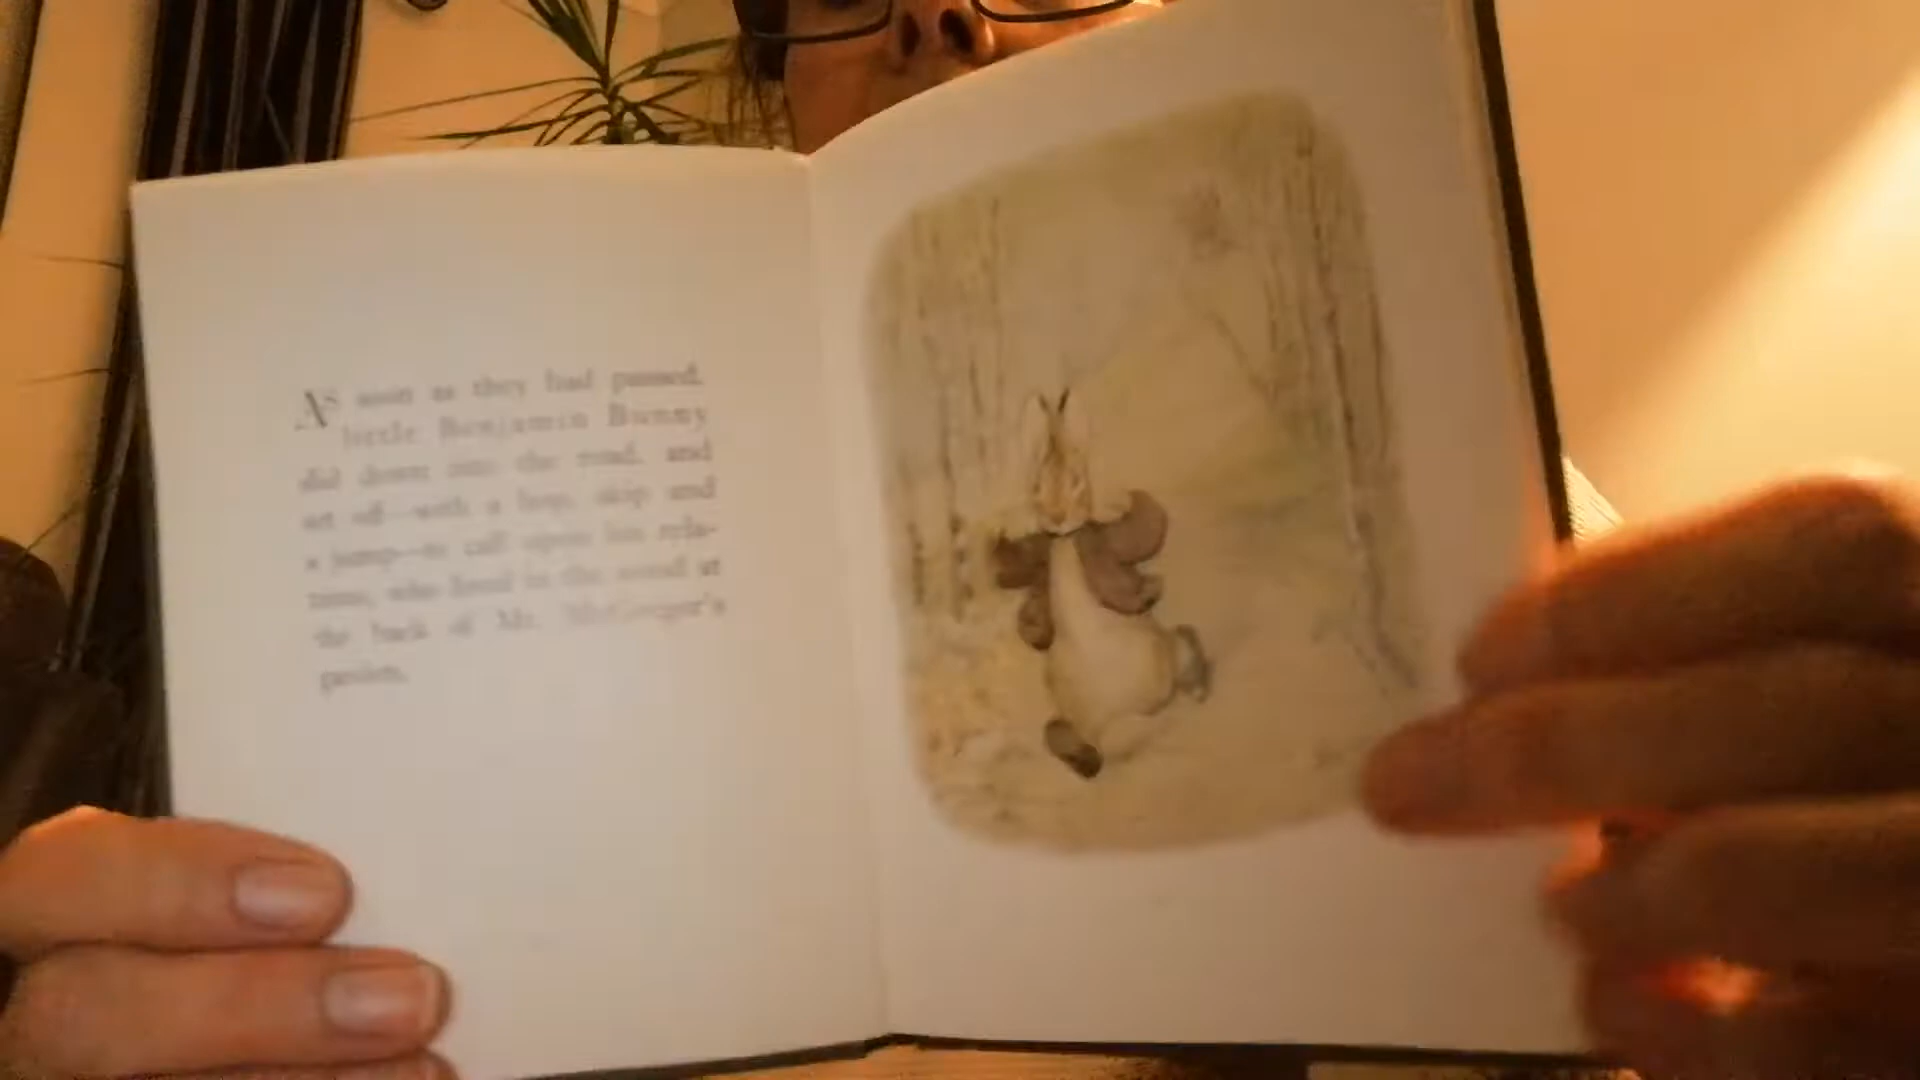 As soon as they had passed,
little Benjamin Bunny
slid down into the road, and
set off—with a hop, skip and
a jump—to call upon his rela-
tions, who lived in the wood at
the back of Mr. McGregor's
garden.